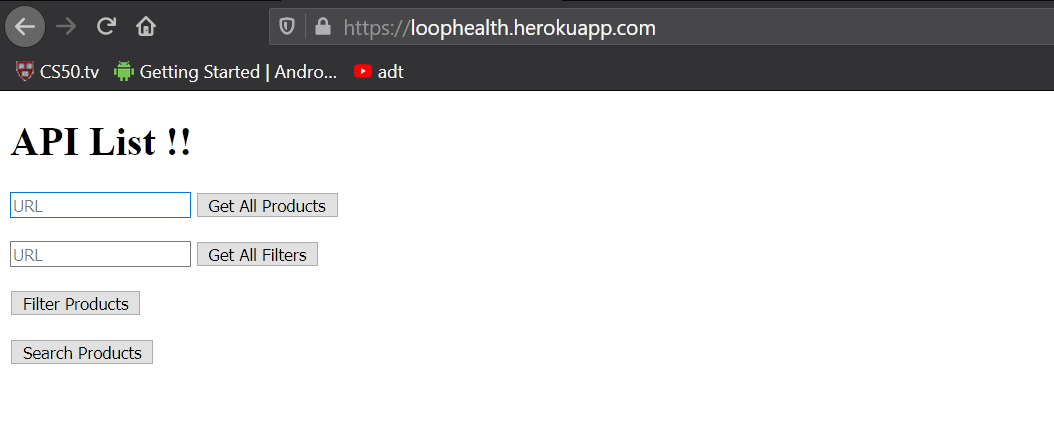 https://loophealth.herokuapp.com
CS50.tv Getting Started | Andro... adt
API List !!
URL Get All Products
URL Get All Filters
Filter Products
Search Products